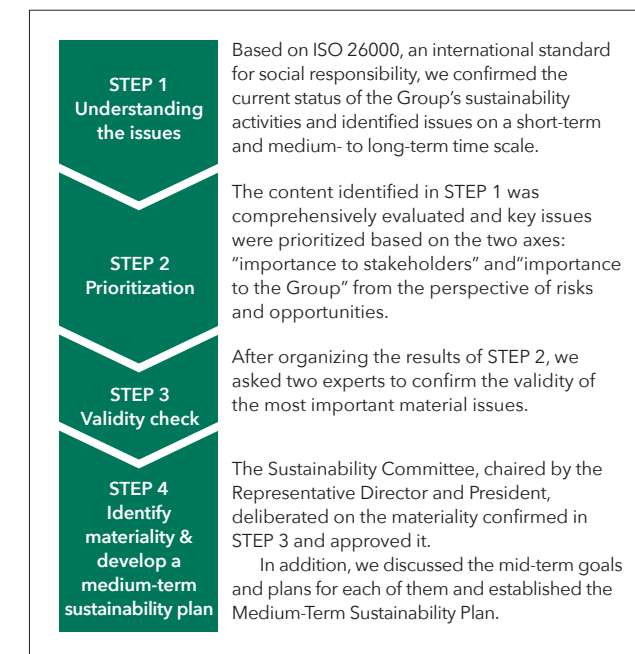 STEP 1
Understanding
the issues
Based on ISO 26000, an international standard
for social responsibility, we confirmed the
current status of the Group’s sustainability
activities and identified issues on a short-term
and medium- to long-term time scale.
STEP 2
Prioritization
The content identified in STEP 1 was
comprehensively evaluated and key issues
were prioritized based on the two axes:
“importance to stakeholders” and“importance
to the Group” from the perspective of risks
and opportunities.
STEP 3
Validity check
After organizing the results of STEP 2, we
asked two experts to confirm the validity of
the most important material issues.
STEP 4
Identify
materiality &
develop a
medium-term
sustainability plan
The Sustainability Committee, chaired by the
Representative Director and President,
deliberated on the materiality confirmed in
STEP 3 and approved it.
In addition, we discussed the mid-term goals
and plans for each of them and established the
Medium-Term Sustainability Plan.